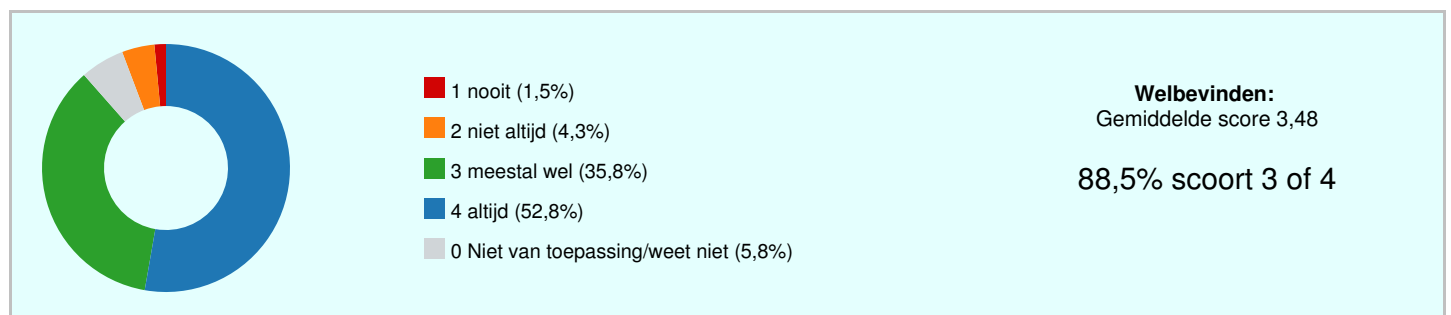 1 nooit (1,5%)
2 niet altijd (4,3%)
3 meestal wel (35,8%)
4 altijd (52,8%)
0 Niet van toepassing/weet niet (5,8%)
Welbevinden:
Gemiddelde score 3,48
88,5% scoort 3 of 4